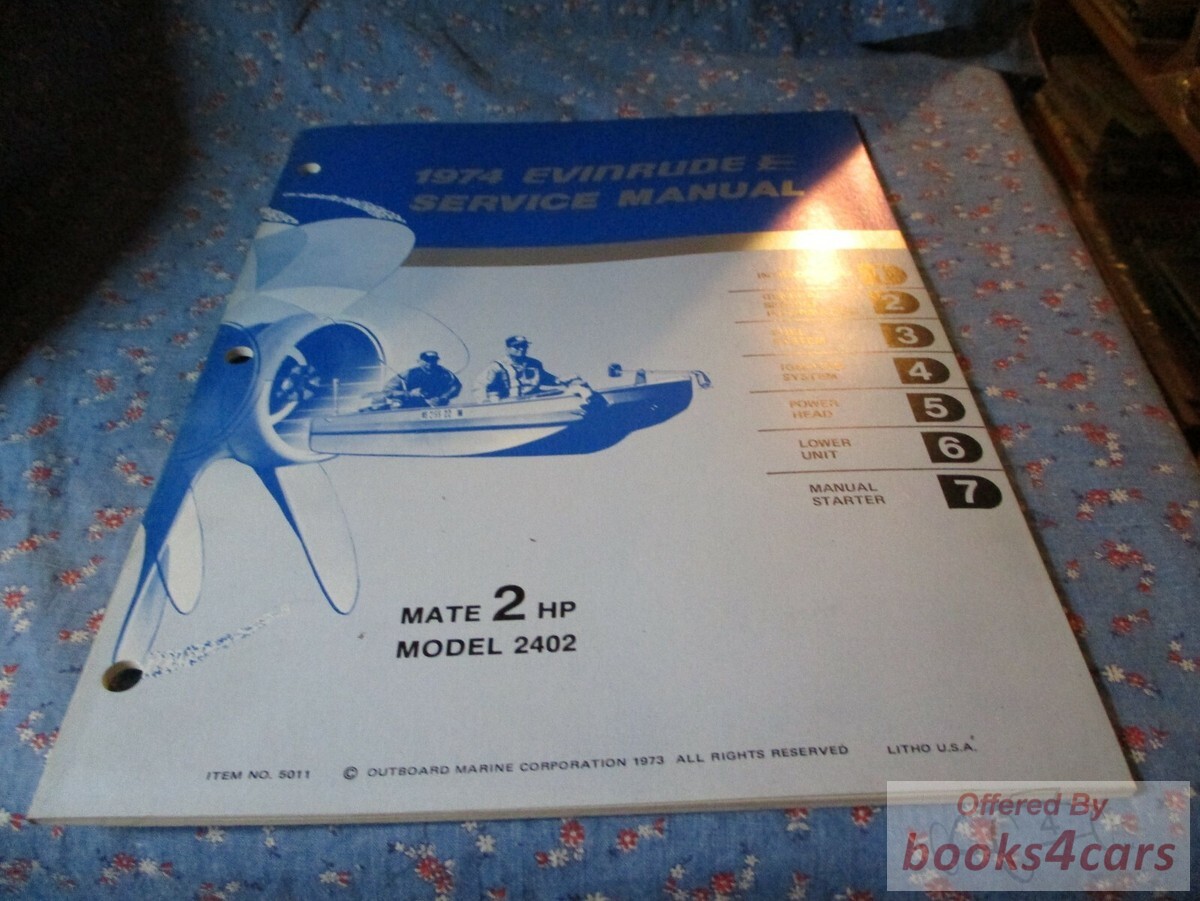 1974 EVINRUDE E
SERVICE MANUAL
1
2
3
4
SYSTEM
5
POWER
HEAD
6
LOWER
UNIT
7
MANUAL
STARTER
MATE 2 HP
MODEL 2402
ITEM NO. 5011 © OUTBOARD MARINE CORPORATION 1973 ALL RIGHTS RESERVED LITHO U.S.A.
Offered By
books4cars